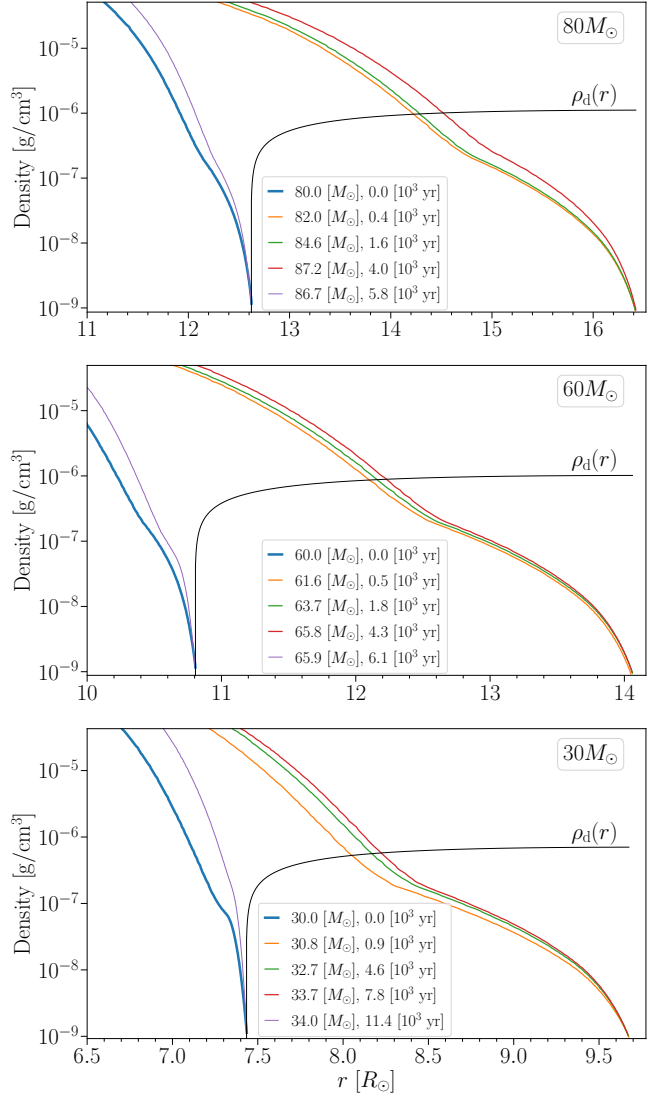 80M⊙
Density [g/cm³]
10⁻⁵
10⁻⁶
10⁻⁷
10⁻⁸
10⁻⁹
ρd(r)
80.0 [M⊙], 0.0 [10³ yr]
82.0 [M⊙], 0.4 [10³ yr]
84.6 [M⊙], 1.6 [10³ yr]
87.2 [M⊙], 4.0 [10³ yr]
86.7 [M⊙], 5.8 [10³ yr]
11 12 13 14 15 16
60M⊙
Density [g/cm³]
10⁻⁵
10⁻⁶
10⁻⁷
10⁻⁸
10⁻⁹
ρd(r)
60.0 [M⊙], 0.0 [10³ yr]
61.6 [M⊙], 0.5 [10³ yr]
63.7 [M⊙], 1.8 [10³ yr]
65.8 [M⊙], 4.3 [10³ yr]
65.9 [M⊙], 6.1 [10³ yr]
10 11 12 13 14
30M⊙
Density [g/cm³]
10⁻⁵
10⁻⁶
10⁻⁷
10⁻⁸
10⁻⁹
ρd(r)
30.0 [M⊙], 0.0 [10³ yr]
30.8 [M⊙], 0.9 [10³ yr]
32.7 [M⊙], 4.6 [10³ yr]
33.7 [M⊙], 7.8 [10³ yr]
34.0 [M⊙], 11.4 [10³ yr]
6.5 7.0 7.5 8.0 8.5 9.0 9.5
r [R⊙]